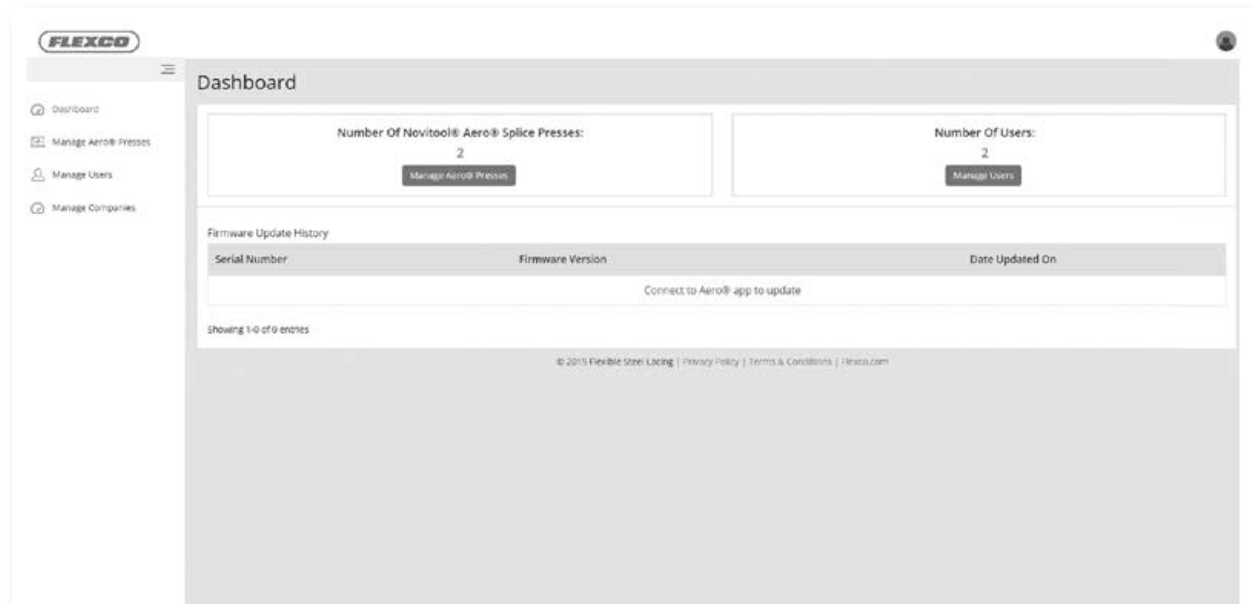 FLEXCO
Dashboard
Dashboard
Manage Aero® Presses
Manage Users
Manage Companies
Number Of Novitool® Aero® Splice Presses:
2
Manage Aero® Presses
Number Of Users:
2
Manage Users
Firmware Update History
Serial Number Firmware Version Date Updated On
Connect to Aero® app to update
Showing 1-0 of 0 entries
© 2019 Flexible Steel Lacing | Privacy Policy | Terms & Conditions | Flexco.com